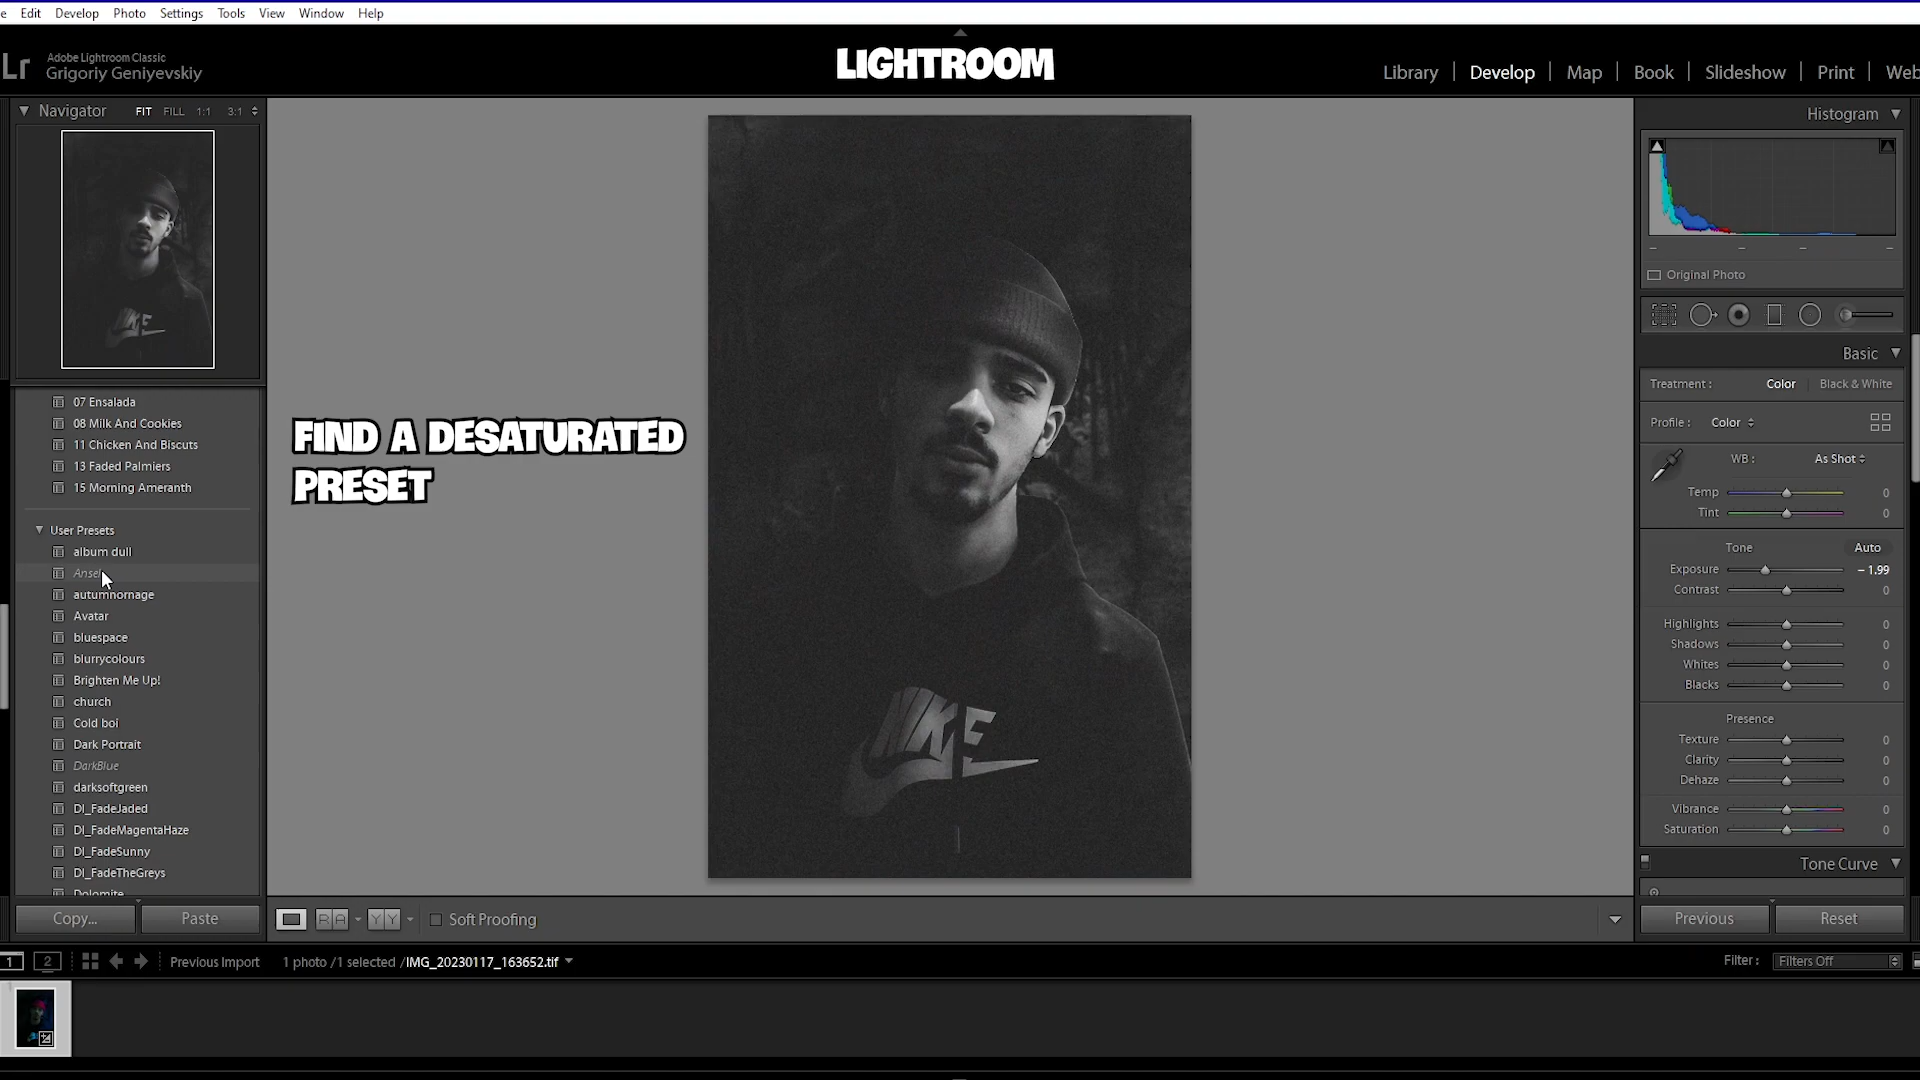 Edit Develop Photo Settings Tools View Window Help
Lr
Adobe Lightroom Classic
Grigoriy Geniyevskiy
LIGHTROOM
Library Develop Map Book Slideshow Print Web
Navigator FIT FILL 1:1 3:1
07 Ensalada
08 Milk And Cookies
11 Chicken And Biscuts
13 Faded Palmiers
15 Morning Ameranth
User Presets
album dull
Ansel
autumnornage
Avatar
bluespace
blurrycolours
Brighten Me Up!
church
Cold boi
Dark Portrait
DarkBlue
darksoftgreen
DI_FadeJaded
DI_FadeMagentaHaze
DI_FadeSunny
DI_FadeTheGreys
Dolomite
Copy... Paste
FIND A DESATURATED
PRESET
NIKE
Histogram
Original Photo
Basic
Treatment : Color Black & White
Profile : Color
WB : As Shot
Temp 0
Tint 0
Tone Auto
Exposure – 1.99
Contrast 0
Highlights 0
Shadows 0
Whites 0
Blacks 0
Presence
Texture 0
Clarity 0
Dehaze 0
Vibrance 0
Saturation 0
Tone Curve
Previous Reset
R A Y Y Soft Proofing
1 2 Previous Import 1 photo /1 selected /IMG_20230117_163652.tif
Filter : Filters Off